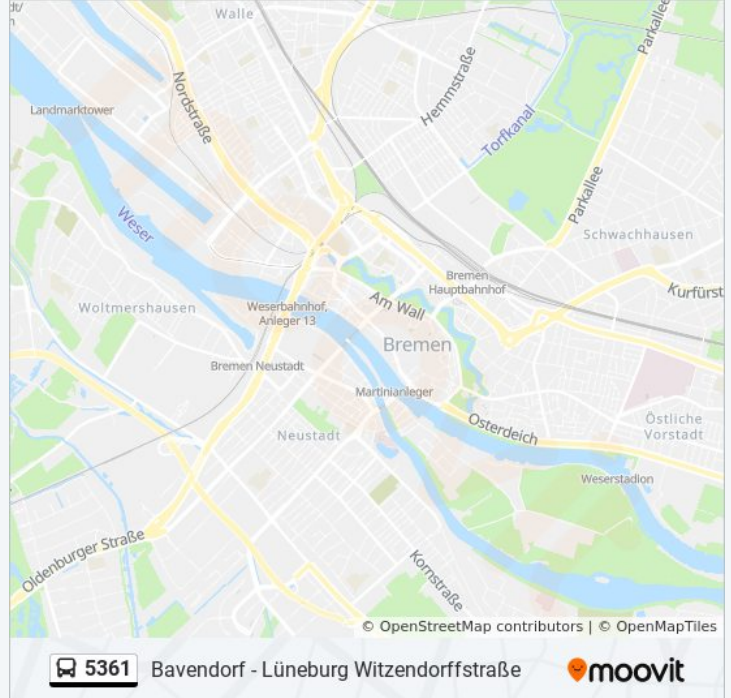 dt/
n
Walle
Parkallee
Nordstraße
Hemmstraße
Landmarktower
Torfkanal
Parkallee
Weser
Schwachhausen
Bremen
Hauptbahnhof
Kurfürst
Woltmershausen
Weserbahnhof,
Anleger 13
Am Wall
Bremen
Bremen Neustadt
Martinianleger
Osterdeich
Östliche
Vorstadt
Neustadt
Weserstadion
Oldenburger Straße
Kornstraße
© OpenStreetMap contributors | © OpenMapTiles
5361 Bavendorf - Lüneburg Witzendorffstraße
moovit